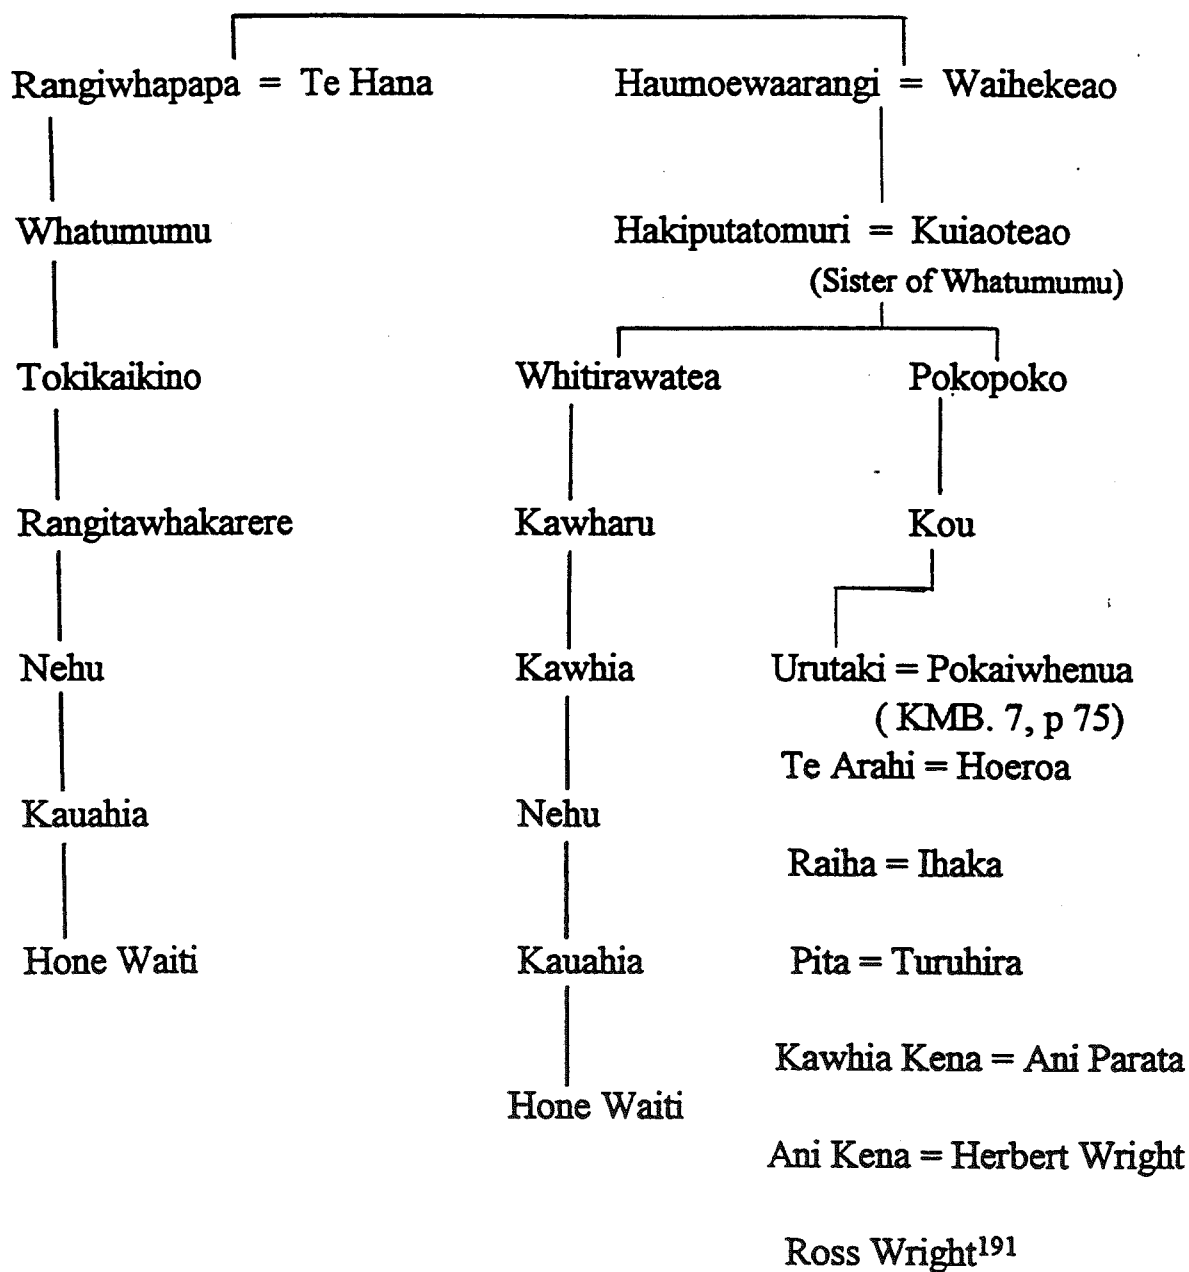 Rangiwhapapa = Te Hana Haumoewaarangi = Waihekeao
Whatumumu Hakiputatomuri = Kuiaoteao
(Sister of Whatumumu)
Tokikaikino Whitirawatea Pokopoko
Rangitawhakarere Kawharu Kou
Nehu Kawhia Urutaki = Pokaiwhenua
( KMB. 7, p 75)
Te Arahi = Hoeroa
Kauahia Nehu
Raiha = Ihaka
Hone Waiti Kauahia Pita = Turuhira
Kawhia Kena = Ani Parata
Hone Waiti
Ani Kena = Herbert Wright
Ross Wright191